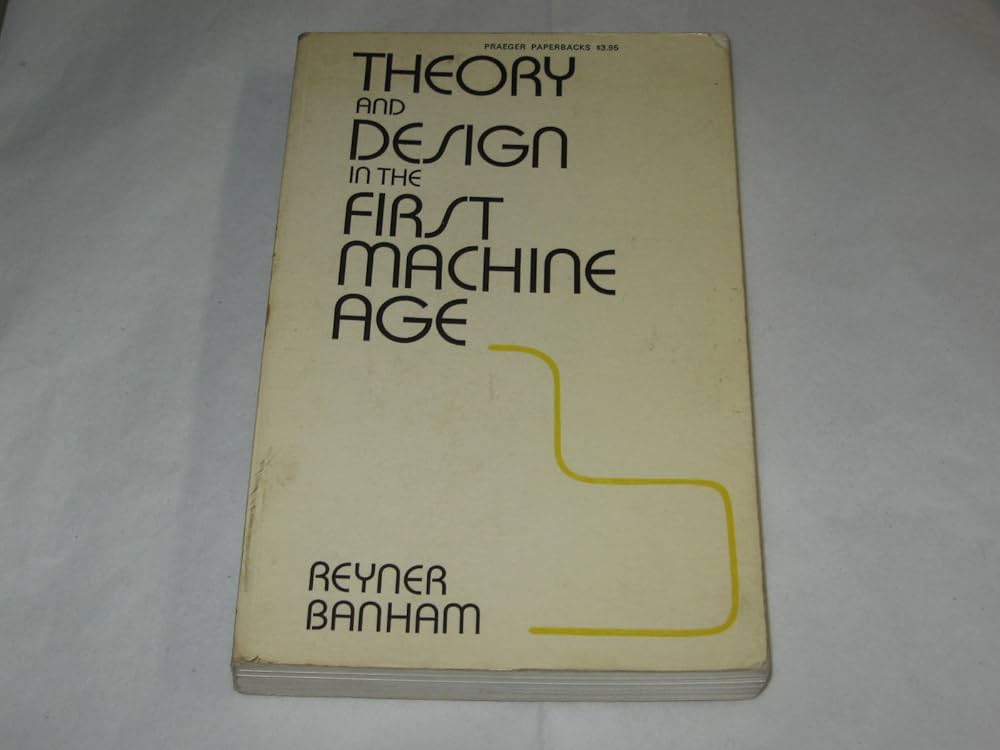 PRAEGER PAPERBACKS $3.95
THEORY
AND
DESIGN
IN THE
FIRST
MACHINE
AGE
REYNER
BANHAM